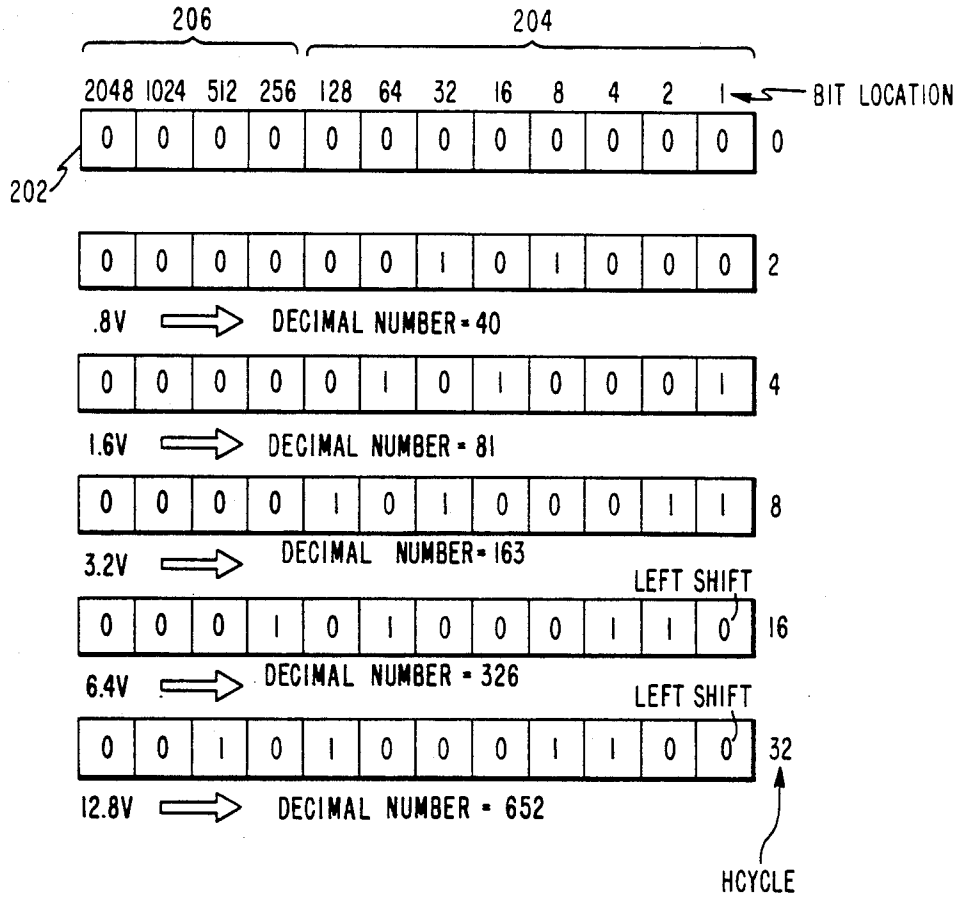 206 204
2048 1024 512 256 128 64 32 16 8 4 2 1 BIT LOCATION
0 0 0 0 0 0 0 0 0 0 0 0 0
202
0 0 0 0 0 0 1 0 1 0 0 0 2
.8V DECIMAL NUMBER = 40
0 0 0 0 0 1 0 1 0 0 0 1 4
1.6V DECIMAL NUMBER = 81
0 0 0 0 1 0 1 0 0 0 1 1 8
3.2V DECIMAL NUMBER = 163
LEFT SHIFT
0 0 0 1 0 1 0 0 0 1 1 0 16
6.4V DECIMAL NUMBER = 326
LEFT SHIFT
0 0 1 0 1 0 0 0 1 1 0 0 32
12.8V DECIMAL NUMBER = 652
HCYCLE